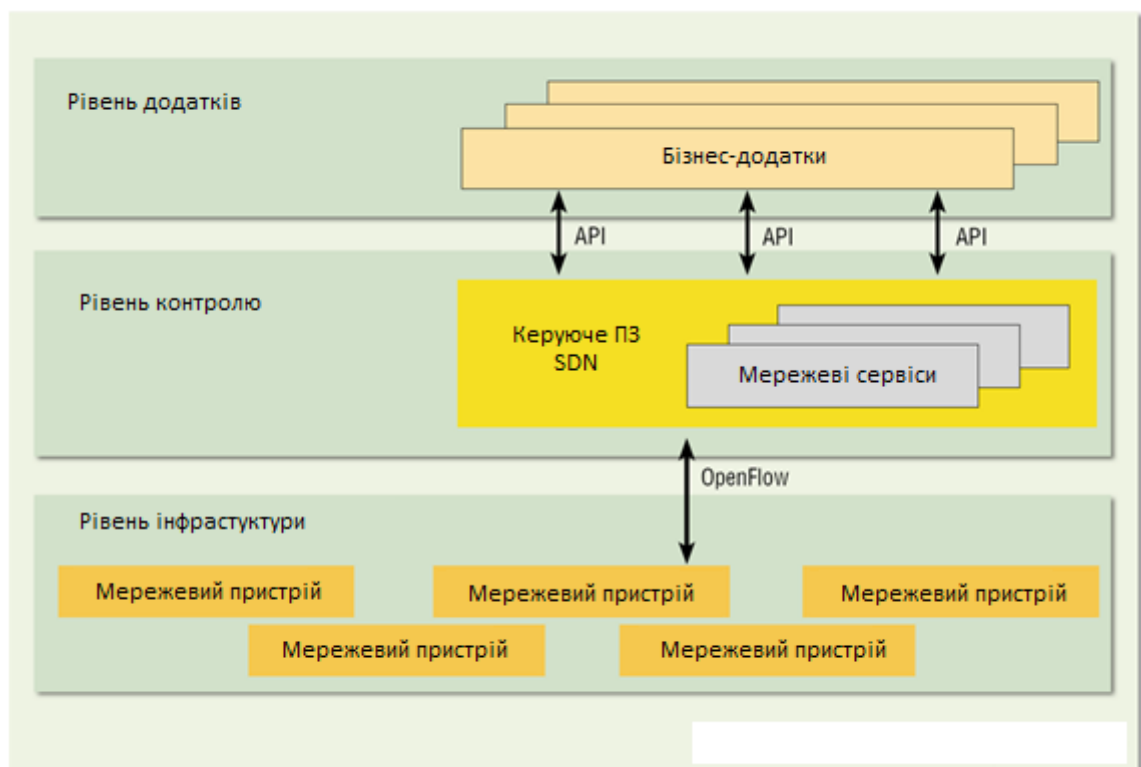 Рівень додатків
Бізнес-додатки
API
API
API
Рівень контролю
Керуюче ПЗ
SDN
Мережеві сервіси
OpenFlow
Рівень інфрастуктури
Мережевий пристрій
Мережевий пристрій
Мережевий пристрій
Мережевий пристрій
Мережевий пристрій